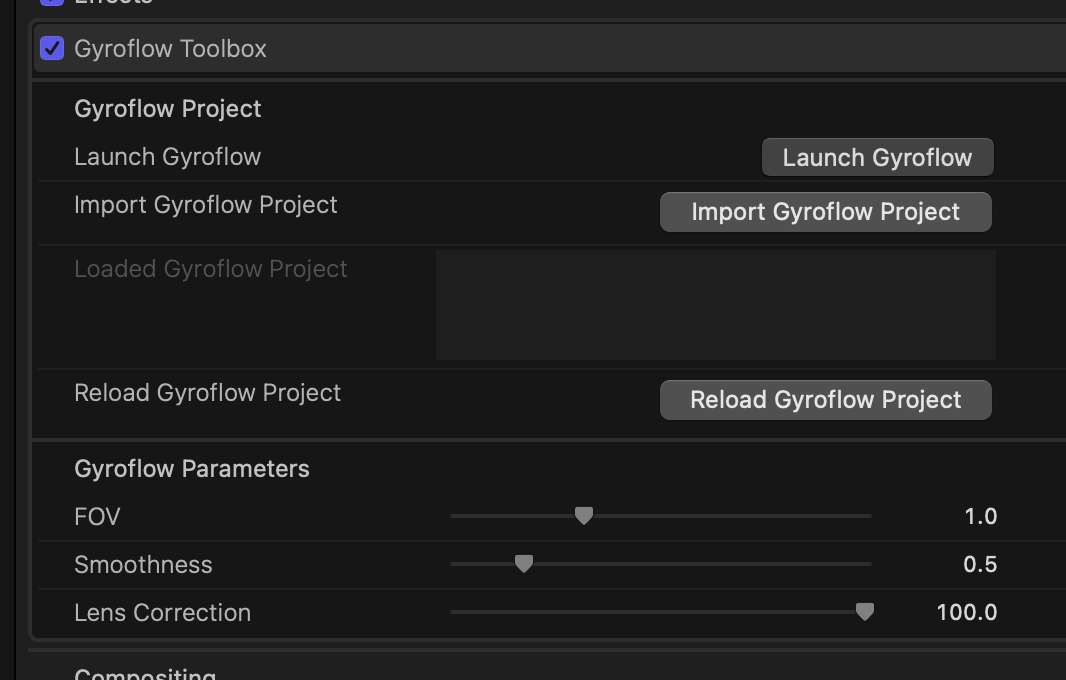 Effects
Gyroflow Toolbox
Gyroflow Project
Launch Gyroflow Launch Gyroflow
Import Gyroflow Project Import Gyroflow Project
Loaded Gyroflow Project
Reload Gyroflow Project Reload Gyroflow Project
Gyroflow Parameters
FOV 1.0
Smoothness 0.5
Lens Correction 100.0
Compositing